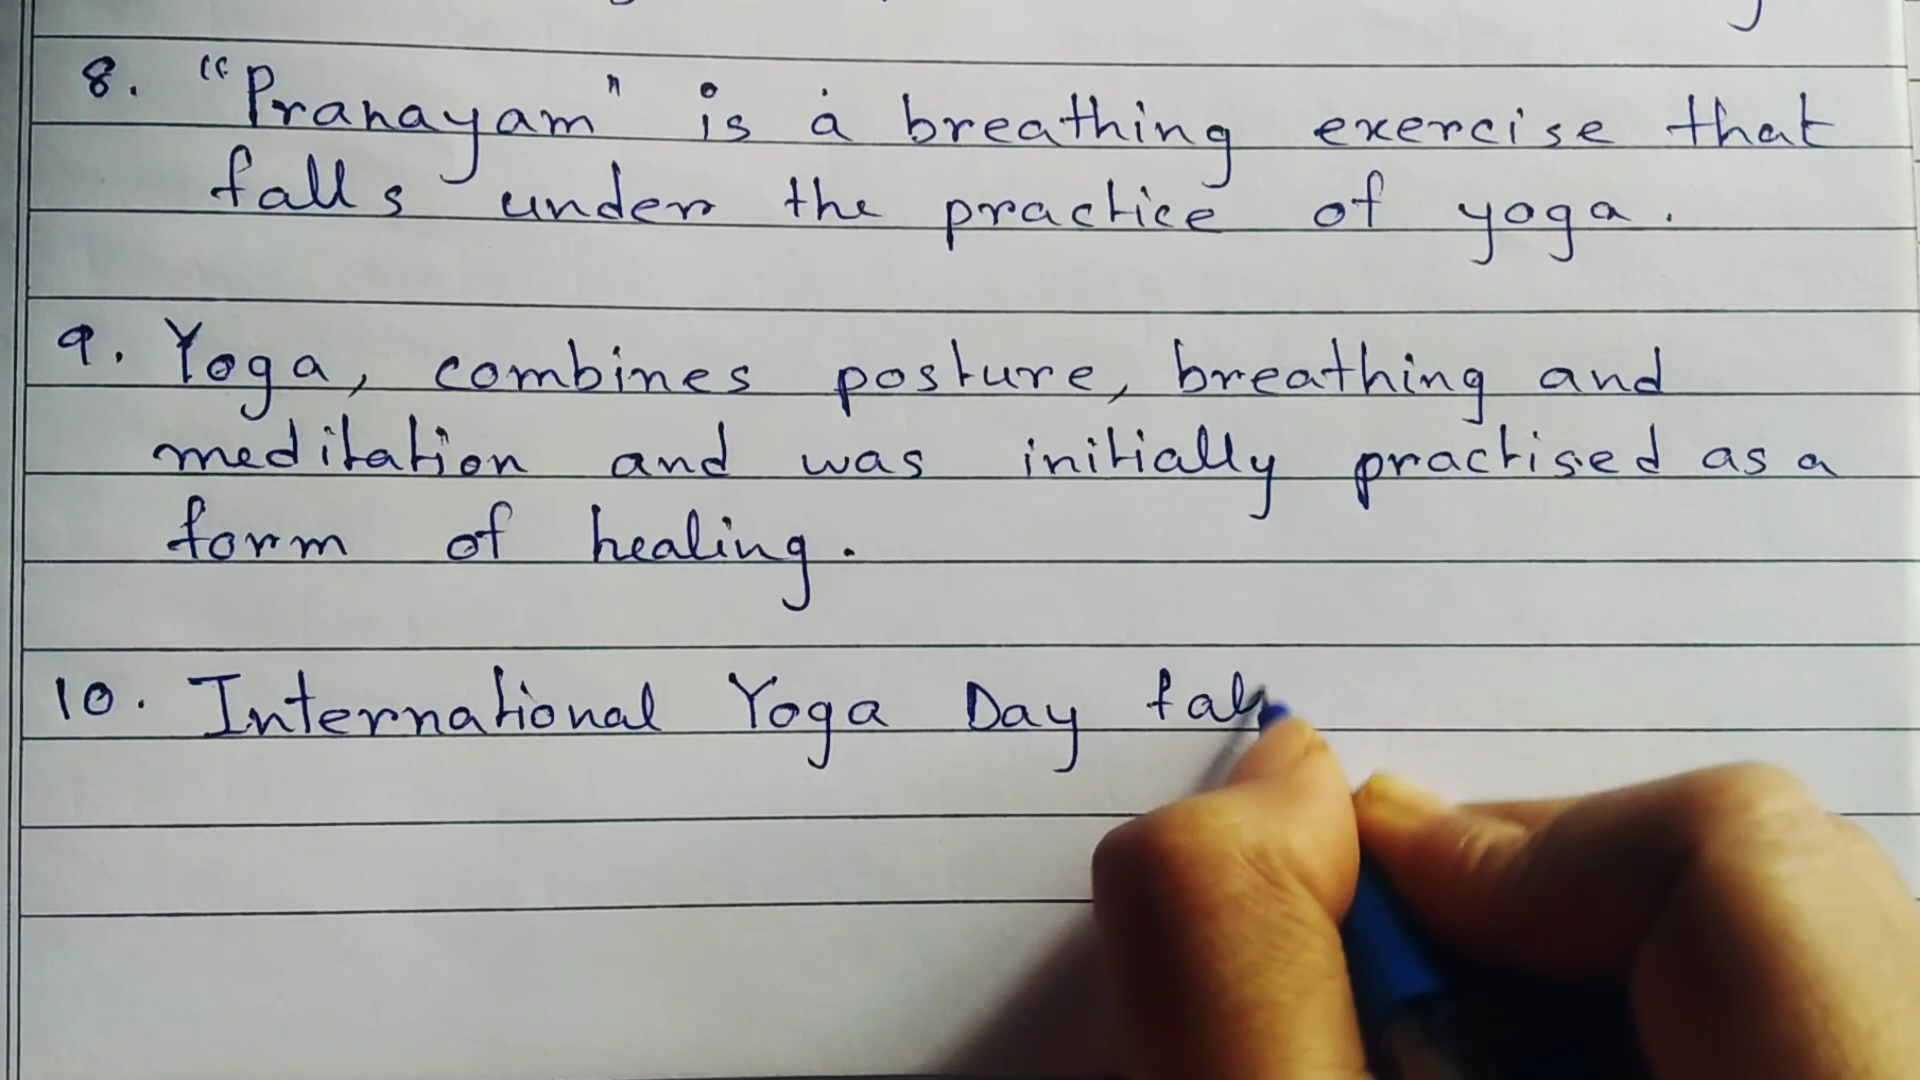 8. "Pranayam" is a breathing exercise that
falls under the practice of yoga.
9. Yoga, combines posture, breathing and
meditation and was initially practised as a
form of healing.
10. International Yoga Day